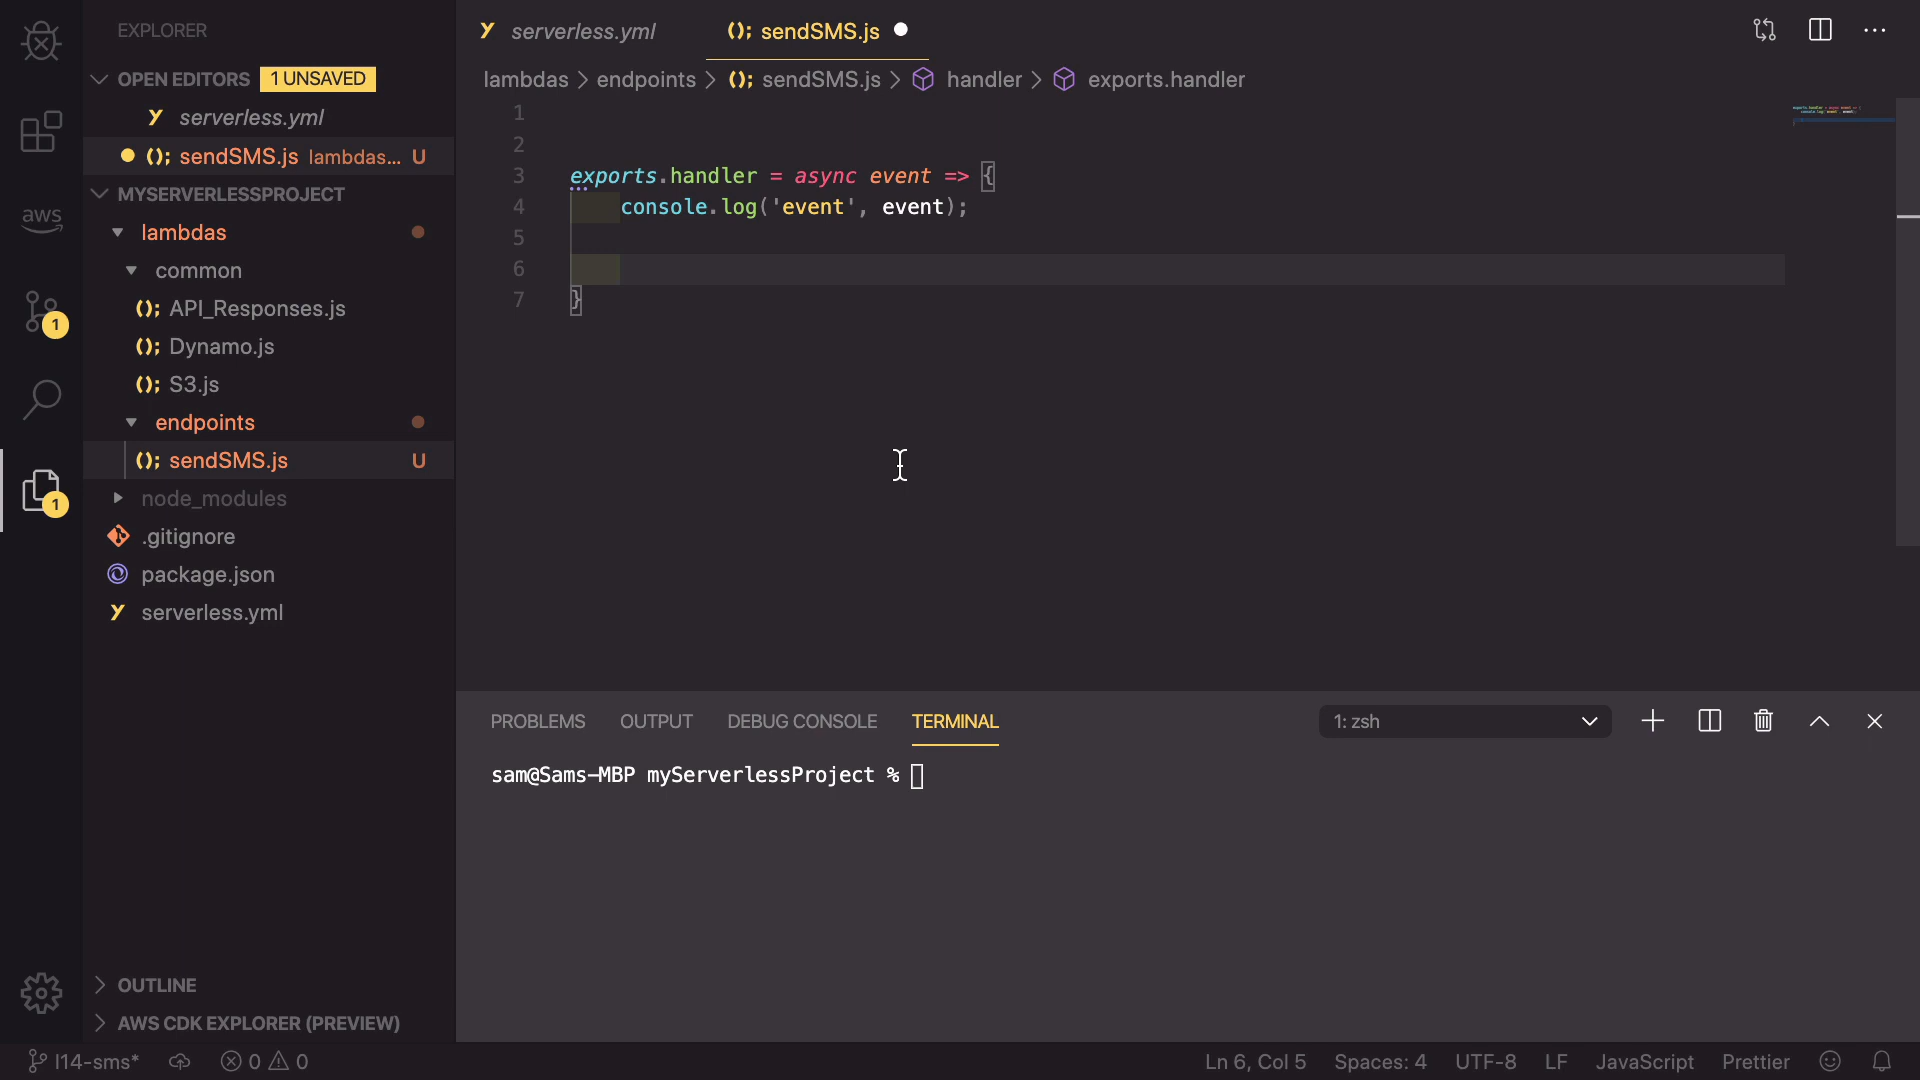 EXPLORER
OPEN EDITORS 1 UNSAVED
serverless.yml
sendSMS.js lambdas... U
MYSERVERLESSPROJECT
lambdas
common
API_Responses.js
Dynamo.js
S3.js
endpoints
sendSMS.js U
node_modules
.gitignore
package.json
serverless.yml
OUTLINE
AWS CDK EXPLORER (PREVIEW)
aws
1
1
serverless.yml sendSMS.js
lambdas > endpoints > sendSMS.js > handler > exports.handler
1
2
3 exports.handler = async event => {
4 console.log('event', event);
5
6
7 }
PROBLEMS OUTPUT DEBUG CONSOLE TERMINAL 1: zsh
sam@Sams-MBP myServerlessProject %
l14-sms* 0 0 Ln 6, Col 5 Spaces: 4 UTF-8 LF JavaScript Prettier